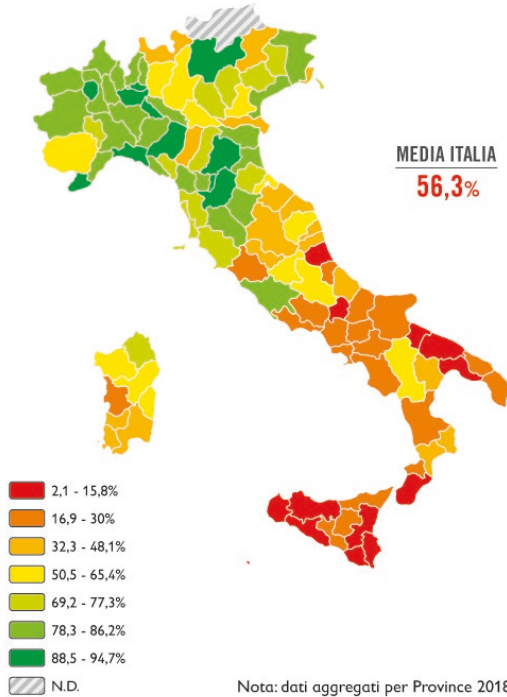 MEDIA ITALIA
56,3%
2,1 - 15,8%
16,9 - 30%
32,3 - 48,1%
50,5 - 65,4%
69,2 - 77,3%
78,3 - 86,2%
88,5 - 94,7%
N.D.
Nota: dati aggregati per Province 2018